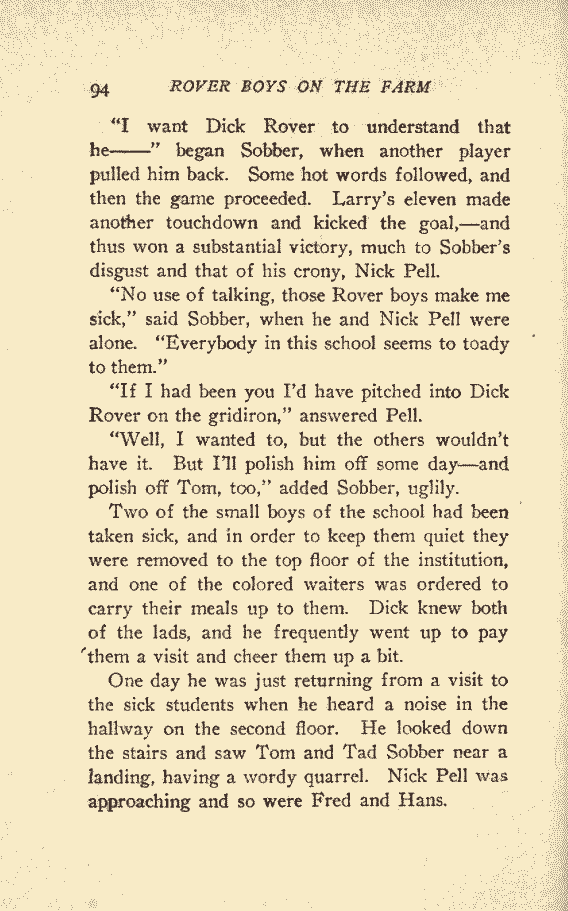 94 ROVER BOYS ON THE FARM
"I want Dick Rover to understand that
he——" began Sobber, when another player
pulled him back. Some hot words followed, and
then the game proceeded. Larry's eleven made
another touchdown and kicked the goal,—and
thus won a substantial victory, much to Sobber's
disgust and that of his crony, Nick Pell.
"No use of talking, those Rover boys make me
sick," said Sobber, when he and Nick Pell were
alone. "Everybody in this school seems to toady
to them."
"If I had been you I'd have pitched into Dick
Rover on the gridiron," answered Pell.
"Well, I wanted to, but the others wouldn't
have it. But I'll polish him off some day—and
polish off Tom, too," added Sobber, uglily.
Two of the small boys of the school had been
taken sick, and in order to keep them quiet they
were removed to the top floor of the institution,
and one of the colored waiters was ordered to
carry their meals up to them. Dick knew both
of the lads, and he frequently went up to pay
them a visit and cheer them up a bit.
One day he was just returning from a visit to
the sick students when he heard a noise in the
hallway on the second floor. He looked down
the stairs and saw Tom and Tad Sobber near a
landing, having a wordy quarrel. Nick Pell was
approaching and so were Fred and Hans.